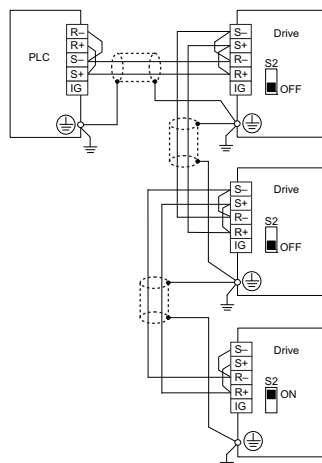 PLC
R–
R+
S–
S+
IG
S–
S+
R–
R+
IG
Drive
S2
OFF
S–
S+
R–
R+
IG
Drive
S2
OFF
S–
S+
R–
R+
IG
Drive
S2
ON